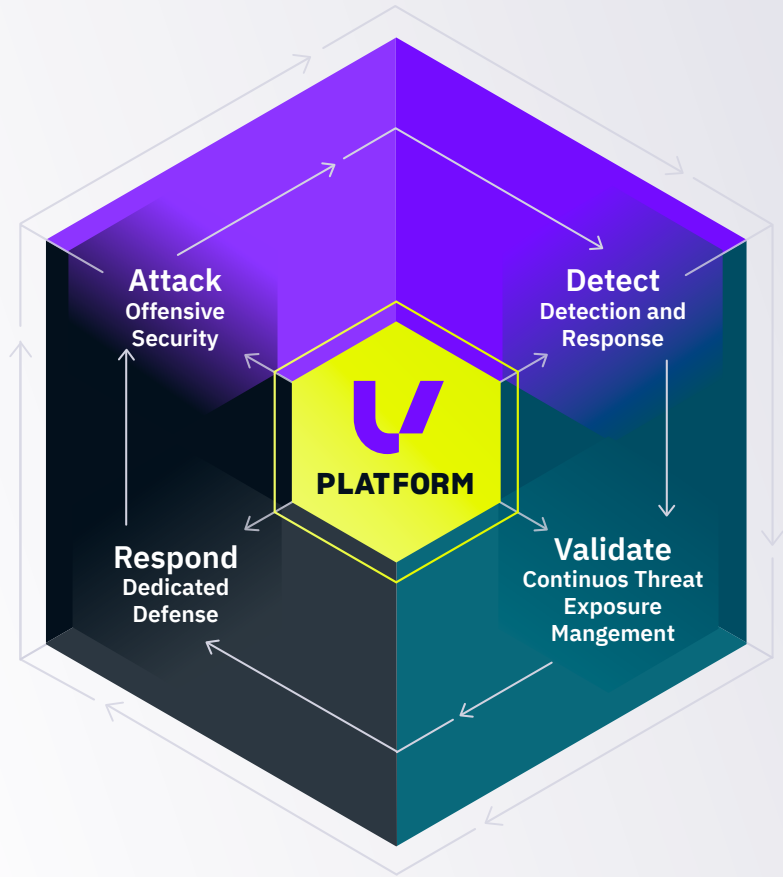 Attack
Offensive
Security
Detect
Detection and
Response
PLATFORM
Respond
Dedicated
Defense
Validate
Continuos Threat
Exposure
Mangement